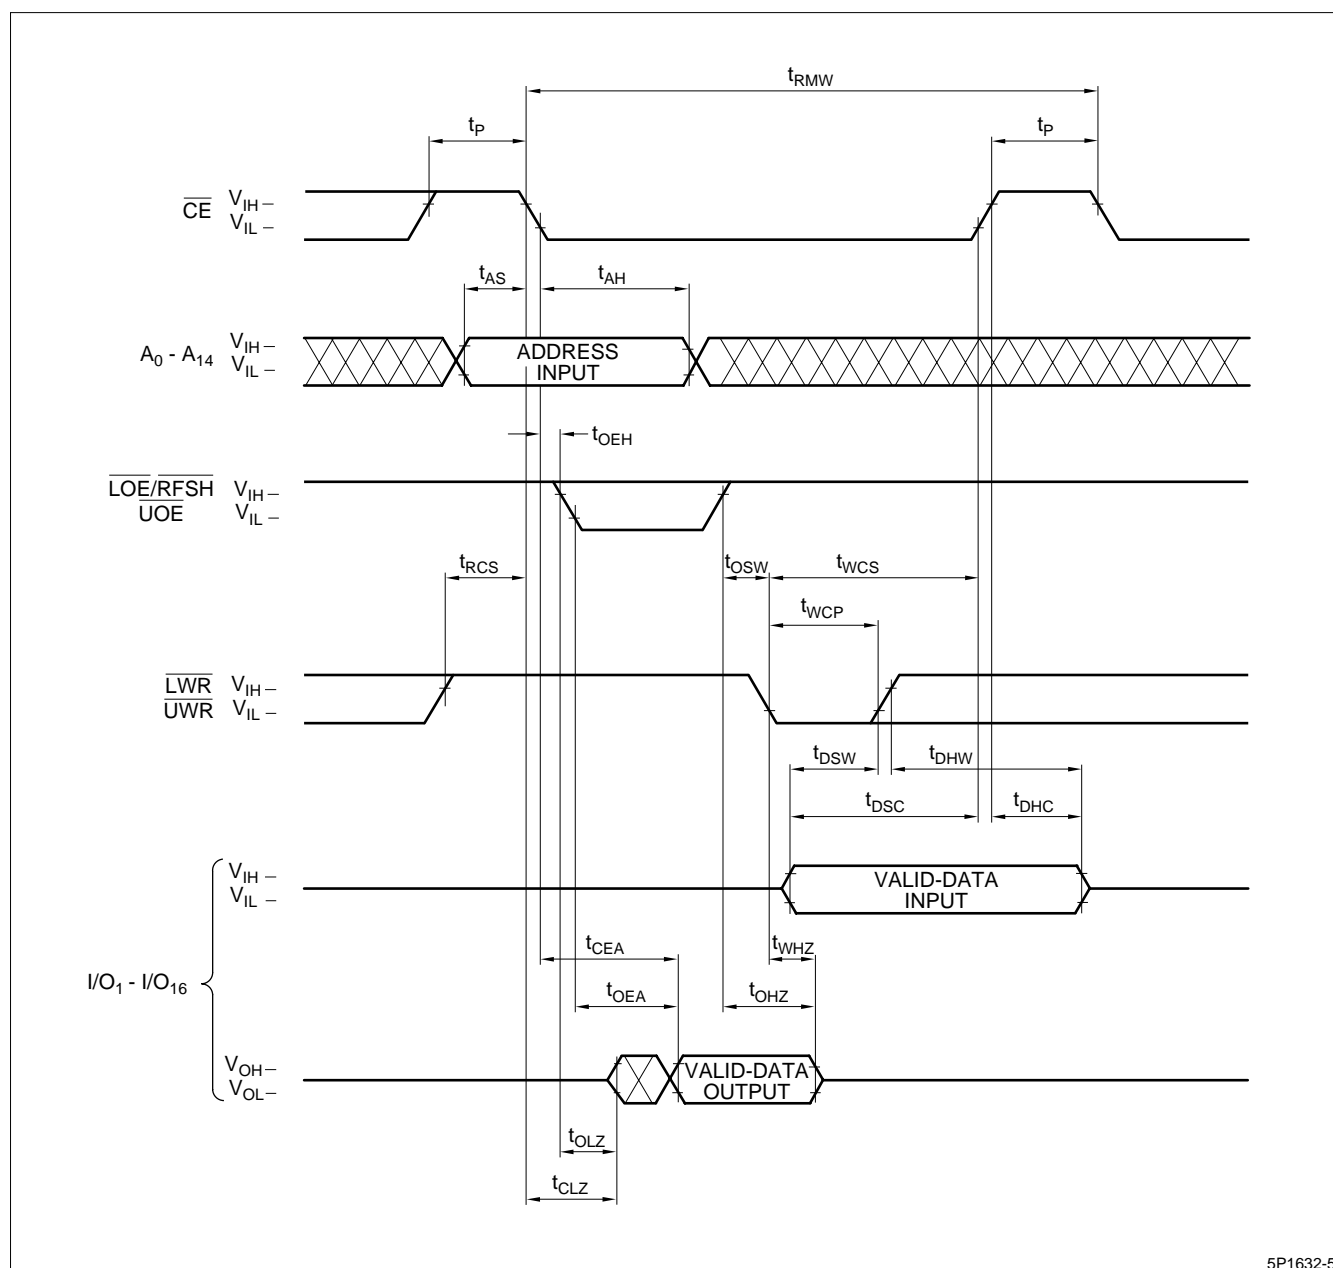 tRMW
tP tP
CE VIH
VIL
tAS tAH
A0 - A14 VIH
VIL
ADDRESS
INPUT
tOEH
LOE/RFSH VIH
UOE VIL
tRCS tOSW tWCS
tWCP
LWR VIH
UWR VIL
tDSW tDHW
tDSC tDHC
VIH
VIL
VALID-DATA
INPUT
tCEA tWHZ
I/O1 - I/O16
tOEA tOHZ
VOH
VOL
VALID-DATA
OUTPUT
tOLZ
tCLZ
5P1632-5